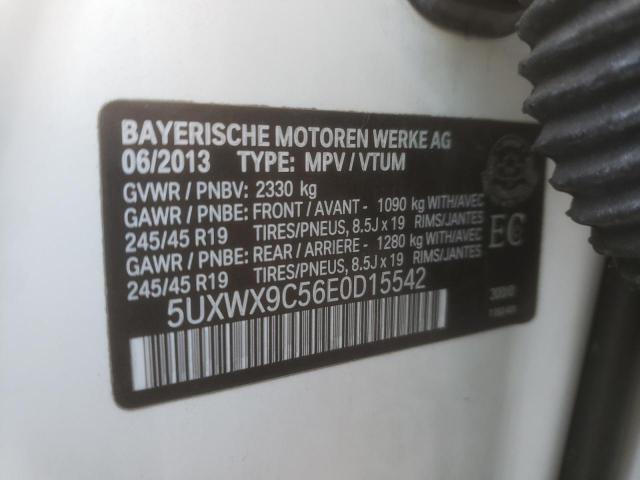 BAYERISCHE MOTOREN WERKE AG
06/2013 TYPE: MPV / VTUM
GVWR / PNBV: 2330 kg
GAWR / PNBE: FRONT / AVANT - 1090 kg WITH/AVEC
245/45 R19 TIRES/PNEUS, 8.5J x 19 RIMS/JANTES
GAWR / PNBE: REAR / ARRIERE - 1280 kg WITH/AVEC
245/45 R19 TIRES/PNEUS, 8.5J x 19 RIMS/JANTES
EC
5UXWX9C56E0D15542